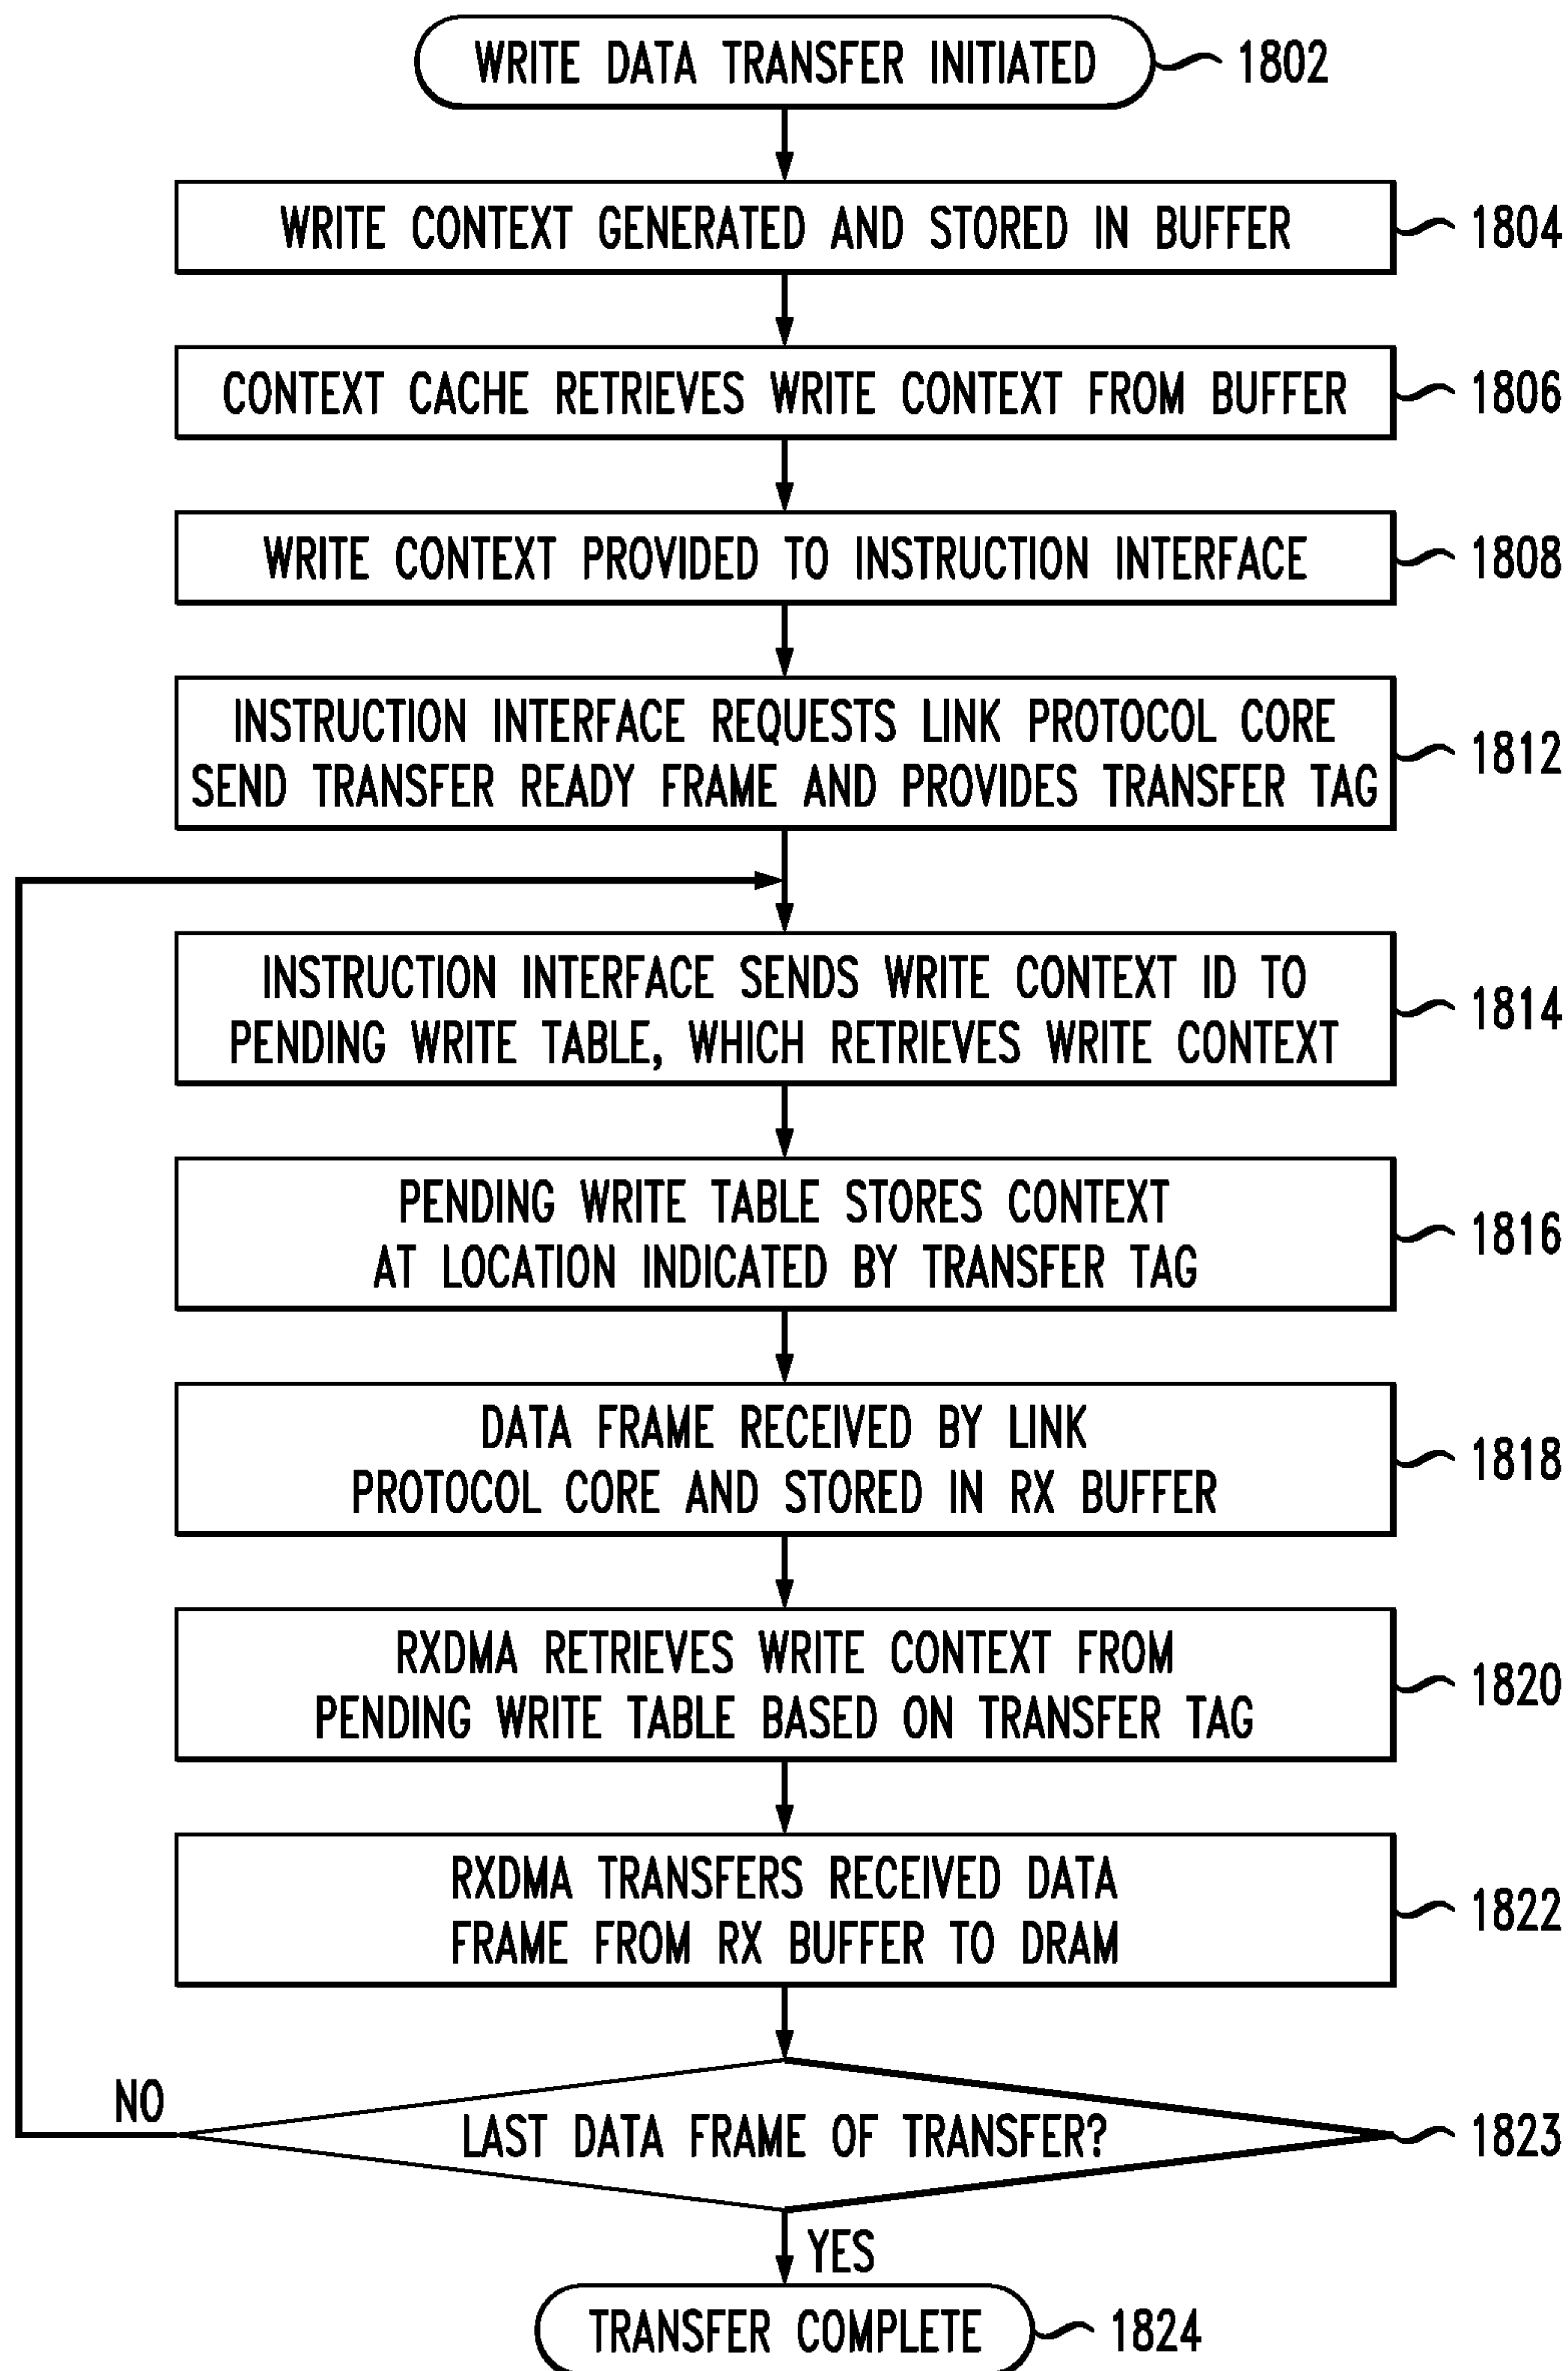 WRITE DATA TRANSFER INITIATED 1802
WRITE CONTEXT GENERATED AND STORED IN BUFFER 1804
CONTEXT CACHE RETRIEVES WRITE CONTEXT FROM BUFFER 1806
WRITE CONTEXT PROVIDED TO INSTRUCTION INTERFACE 1808
INSTRUCTION INTERFACE REQUESTS LINK PROTOCOL CORE
SEND TRANSFER READY FRAME AND PROVIDES TRANSFER TAG
1812
INSTRUCTION INTERFACE SENDS WRITE CONTEXT ID TO
PENDING WRITE TABLE, WHICH RETRIEVES WRITE CONTEXT
1814
PENDING WRITE TABLE STORES CONTEXT
AT LOCATION INDICATED BY TRANSFER TAG
1816
DATA FRAME RECEIVED BY LINK
PROTOCOL CORE AND STORED IN RX BUFFER
1818
RXDMA RETRIEVES WRITE CONTEXT FROM
PENDING WRITE TABLE BASED ON TRANSFER TAG
1820
RXDMA TRANSFERS RECEIVED DATA
FRAME FROM RX BUFFER TO DRAM
1822
NO
LAST DATA FRAME OF TRANSFER? 1823
YES
TRANSFER COMPLETE 1824